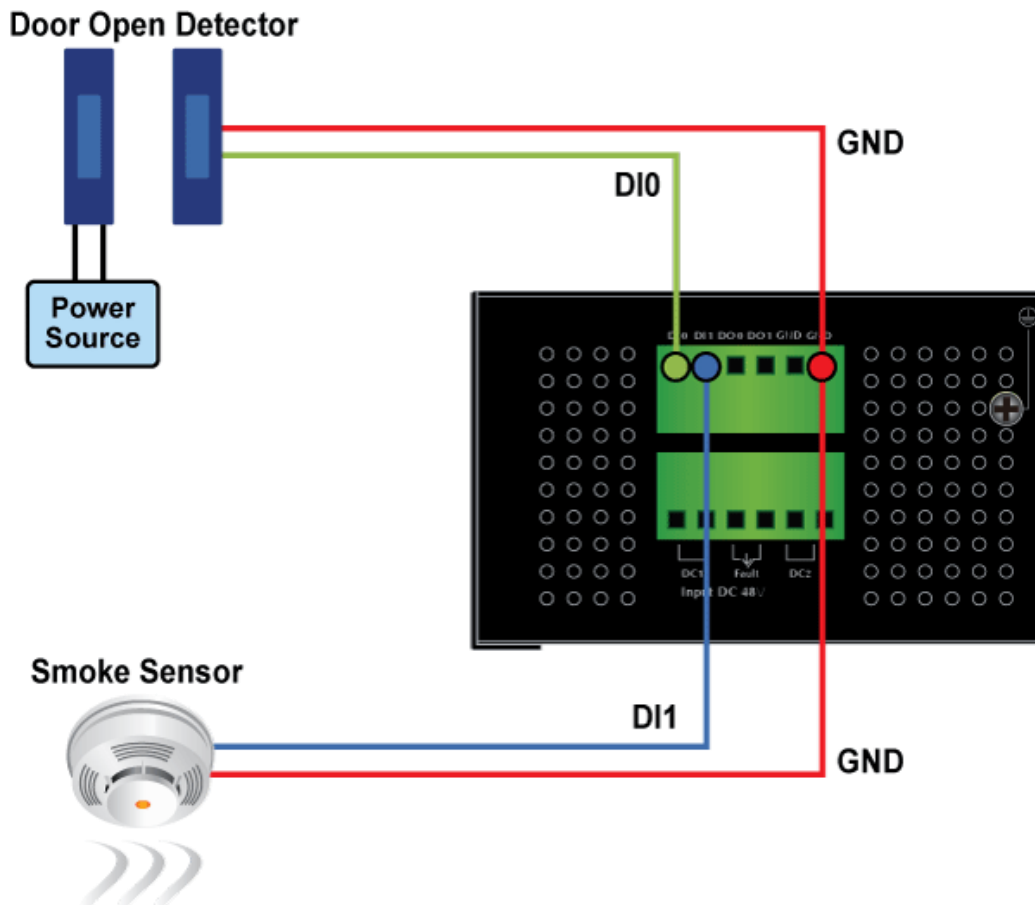 Door Open Detector
GND
DI0
Power
Source
DI0 DI1 DO0 DO1 GND GND
DC1 Fault DC2
Input DC 48V
Smoke Sensor
DI1
GND